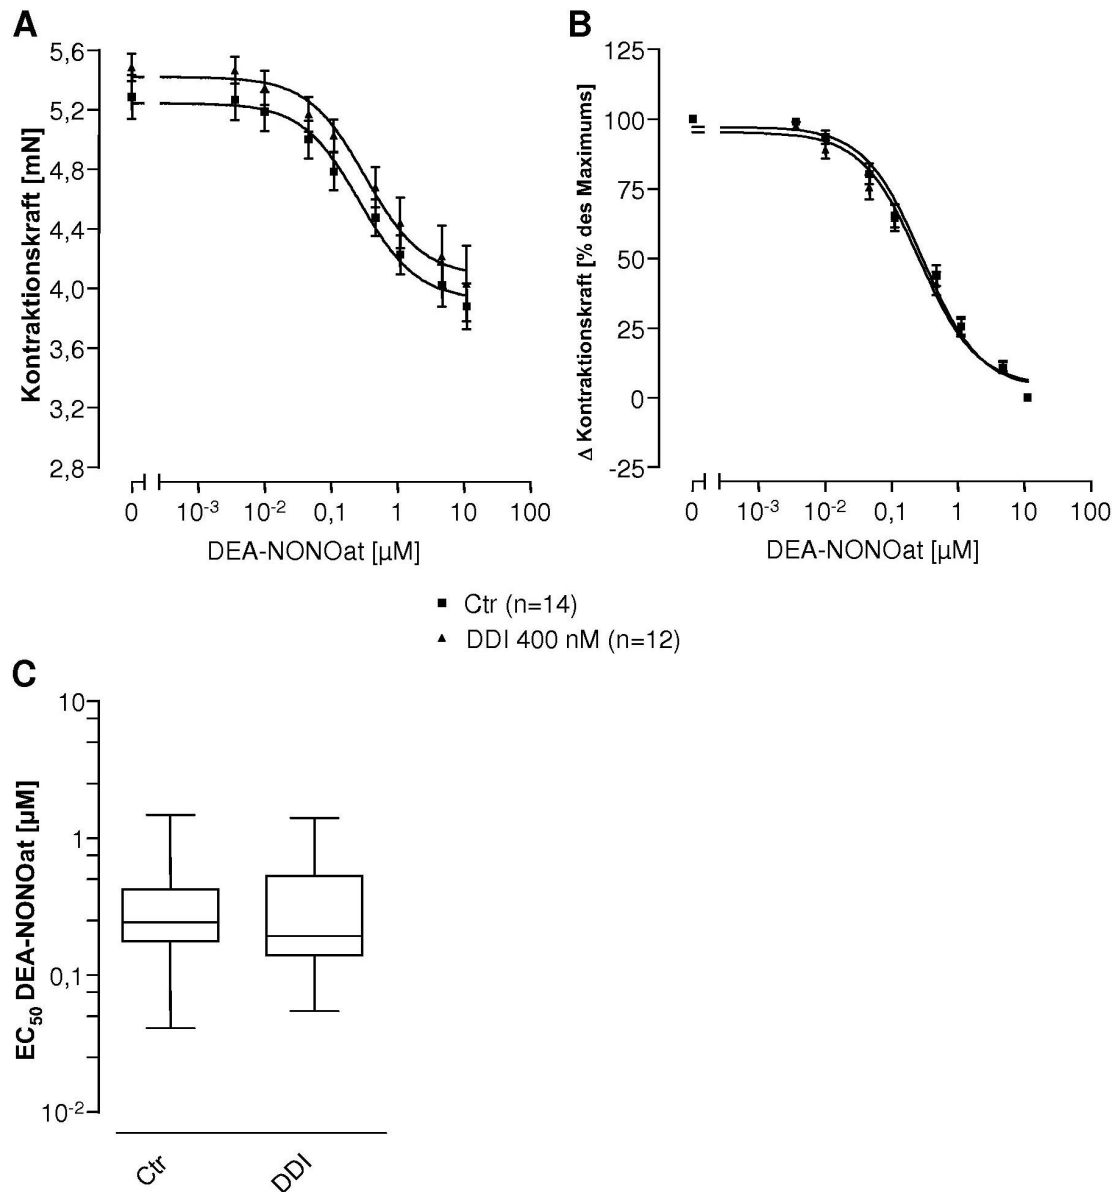 A
Kontraktionskraft [mN]
5,6
5,2
4,8
4,4
4,0
3,6
3,2
2,8
0 10-3 10-2 0,1 1 10 100
DEA-NONOat [µM]
B
Δ Kontraktionskraft [% des Maximums]
125
100
75
50
25
0
-25
0 10-3 10-2 0,1 1 10 100
DEA-NONOat [µM]
Ctr (n=14)
DDI 400 nM (n=12)
C
EC50 DEA-NONOat [µM]
10
1
0,1
10-2
Ctr
DDI